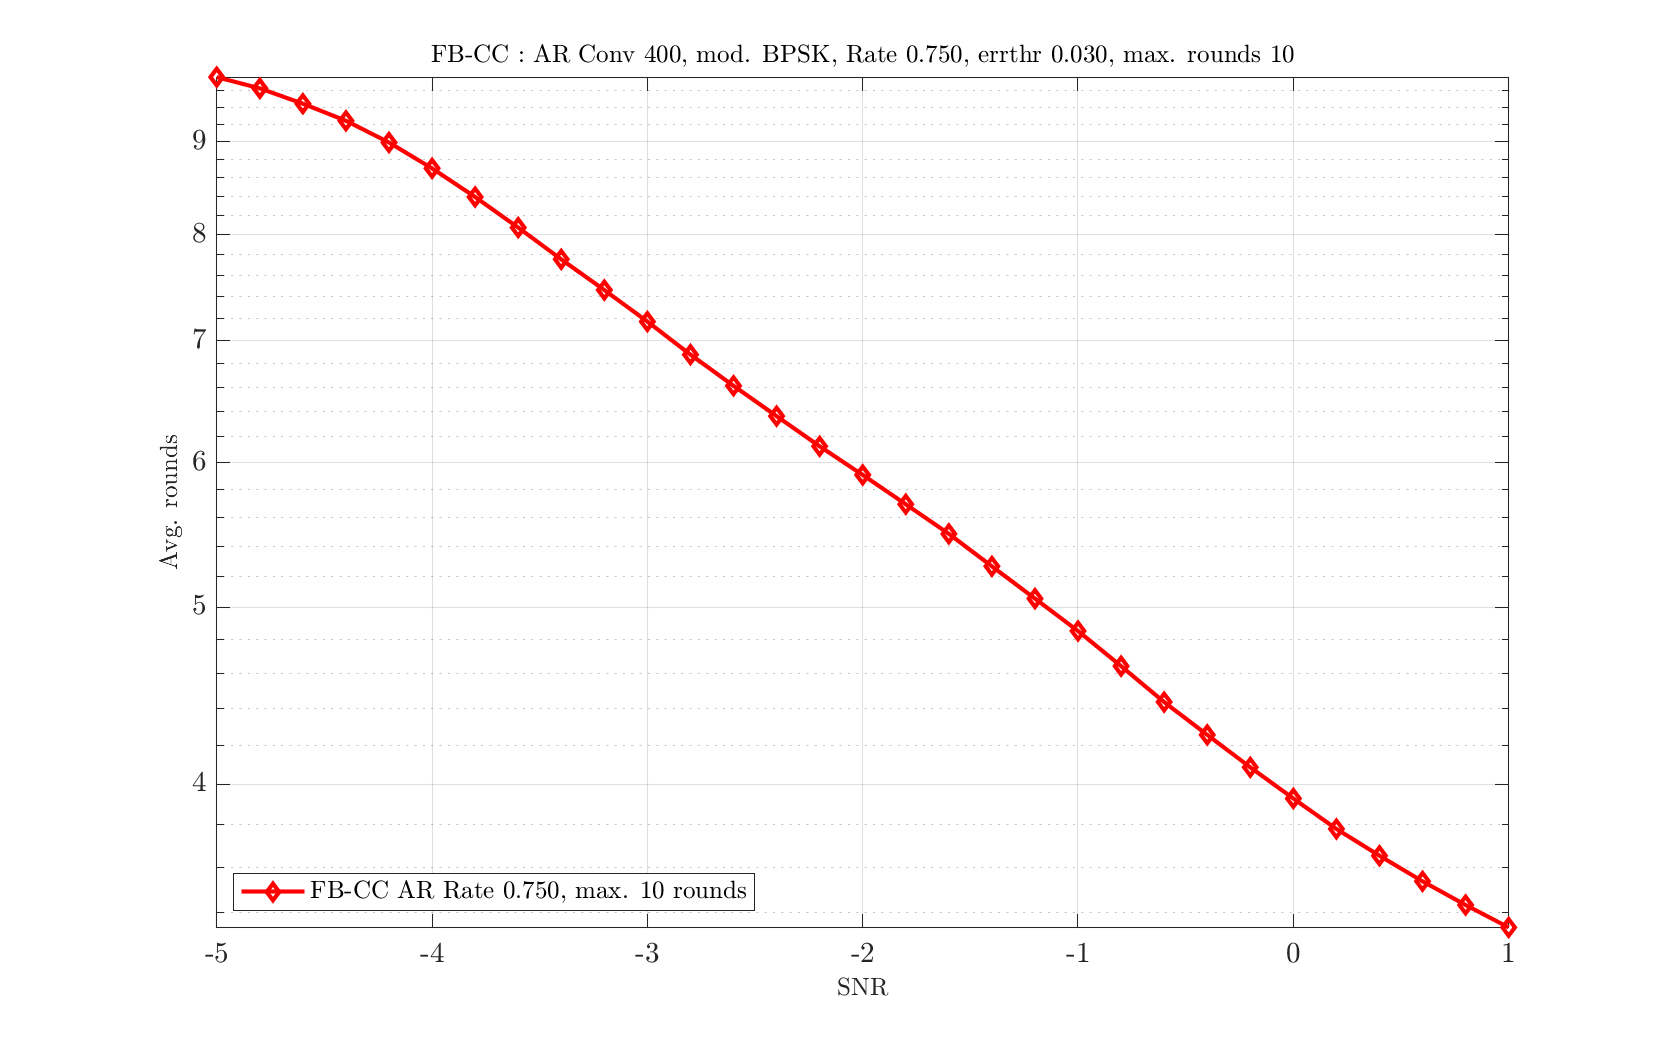 FB-CC : AR Conv 400, mod. BPSK, Rate 0.750, errthr 0.030, max. rounds 10
9
8
7
6
5
4
Avg. rounds
FB-CC AR Rate 0.750, max. 10 rounds
-5 -4 -3 -2 -1 0 1
SNR